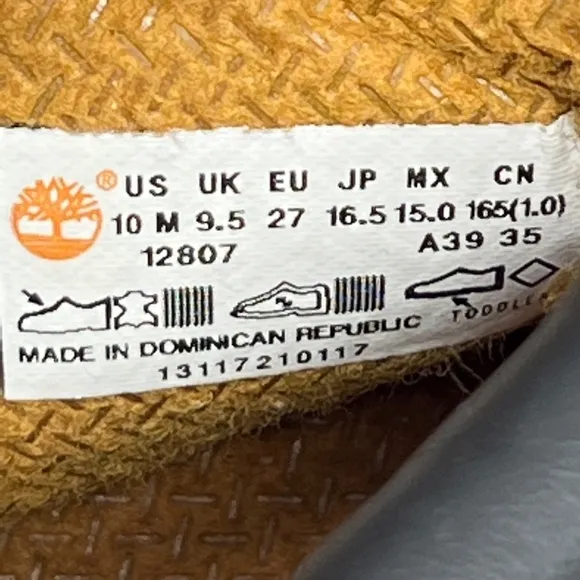 ® US UK EU JP MX CN
10 M 9.5 27 16.5 15.0 165(1.0)
12807 A39 35
TODDLER
MADE IN DOMINICAN REPUBLIC
13117210117